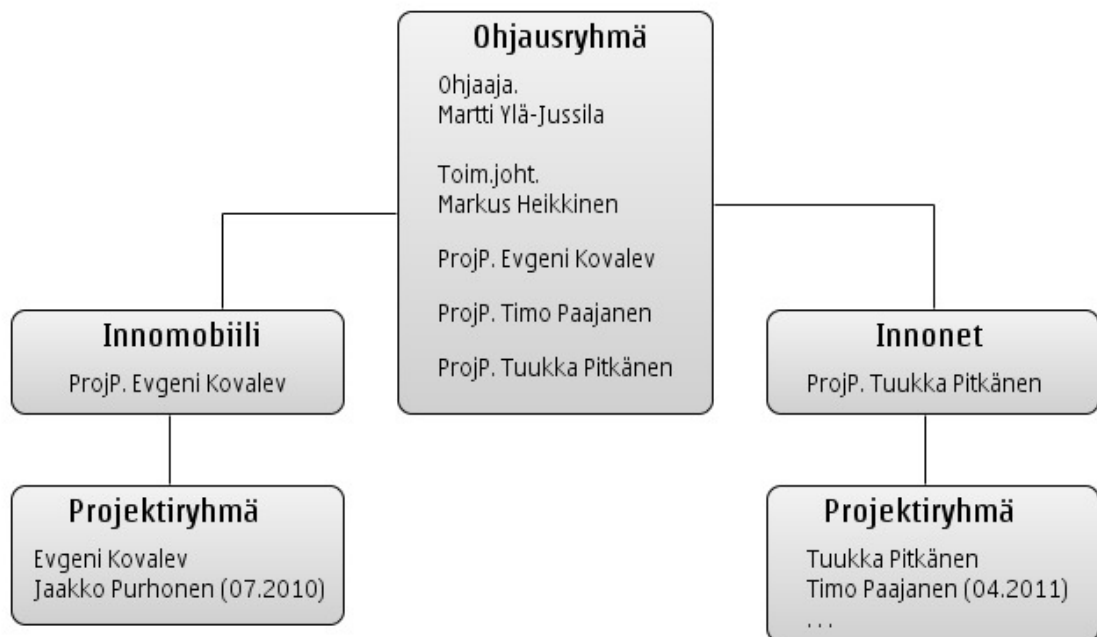 Ohjausryhmä
Ohjaaja.
Martti Ylä-Jussila
Toim.joht.
Markus Heikkinen
ProjP. Evgeni Kovalev
ProjP. Timo Paajanen
ProjP. Tuukka Pitkänen
Innomobiili
ProjP. Evgeni Kovalev
Innonet
ProjP. Tuukka Pitkänen
Projektiryhmä
Evgeni Kovalev
Jaakko Purhonen (07.2010)
Projektiryhmä
Tuukka Pitkänen
Timo Paajanen (04.2011)
. . .